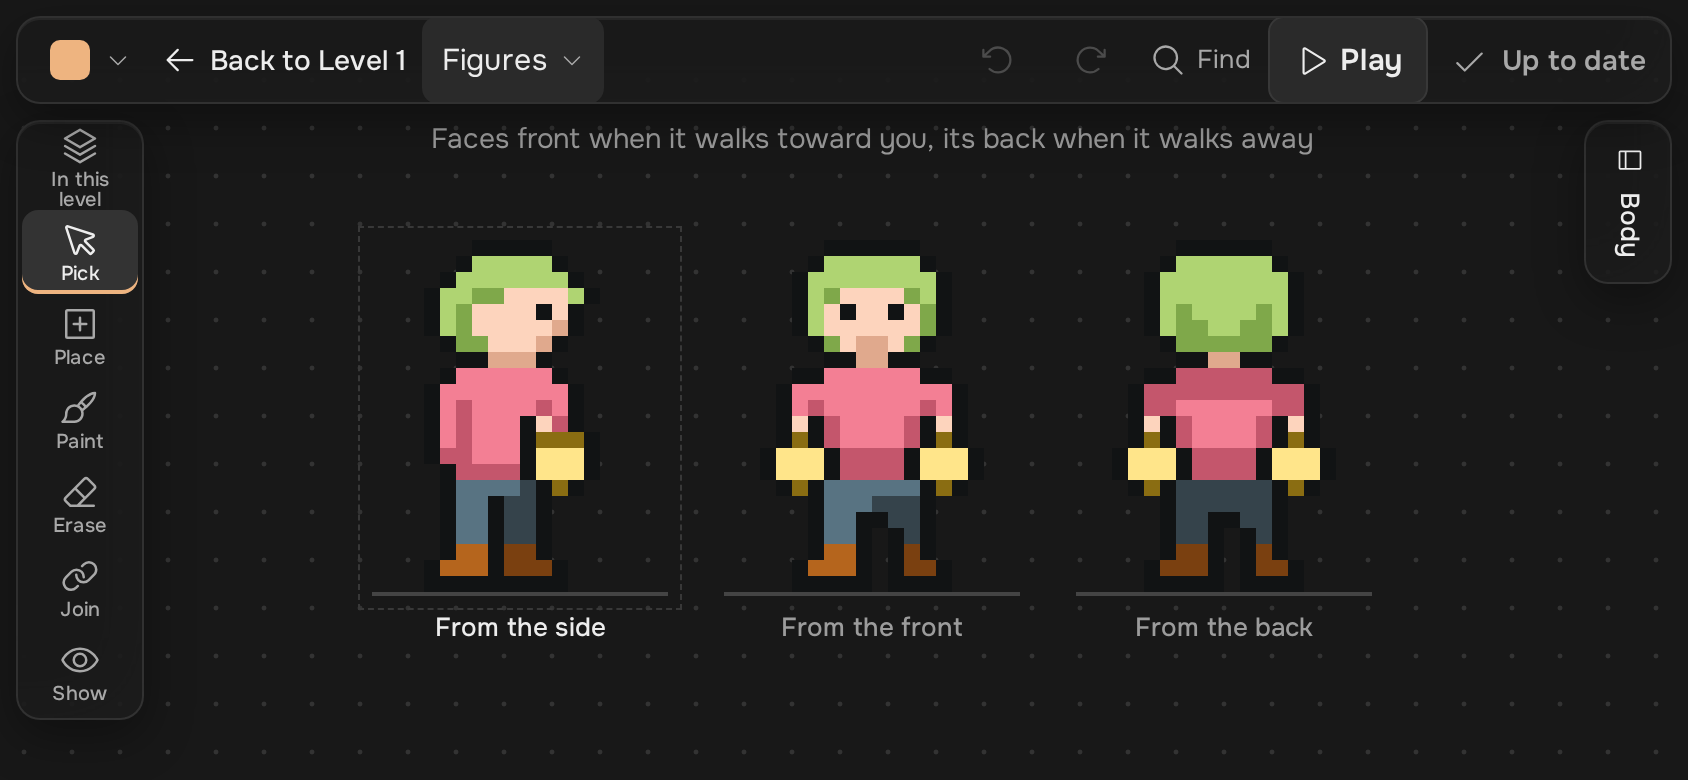 Back to Level 1
Figures
Find
Play
Up to date
Faces front when it walks toward you, its back when it walks away
In this
level
Pick
Place
Paint
Erase
Join
Show
Body
From the side
From the front
From the back